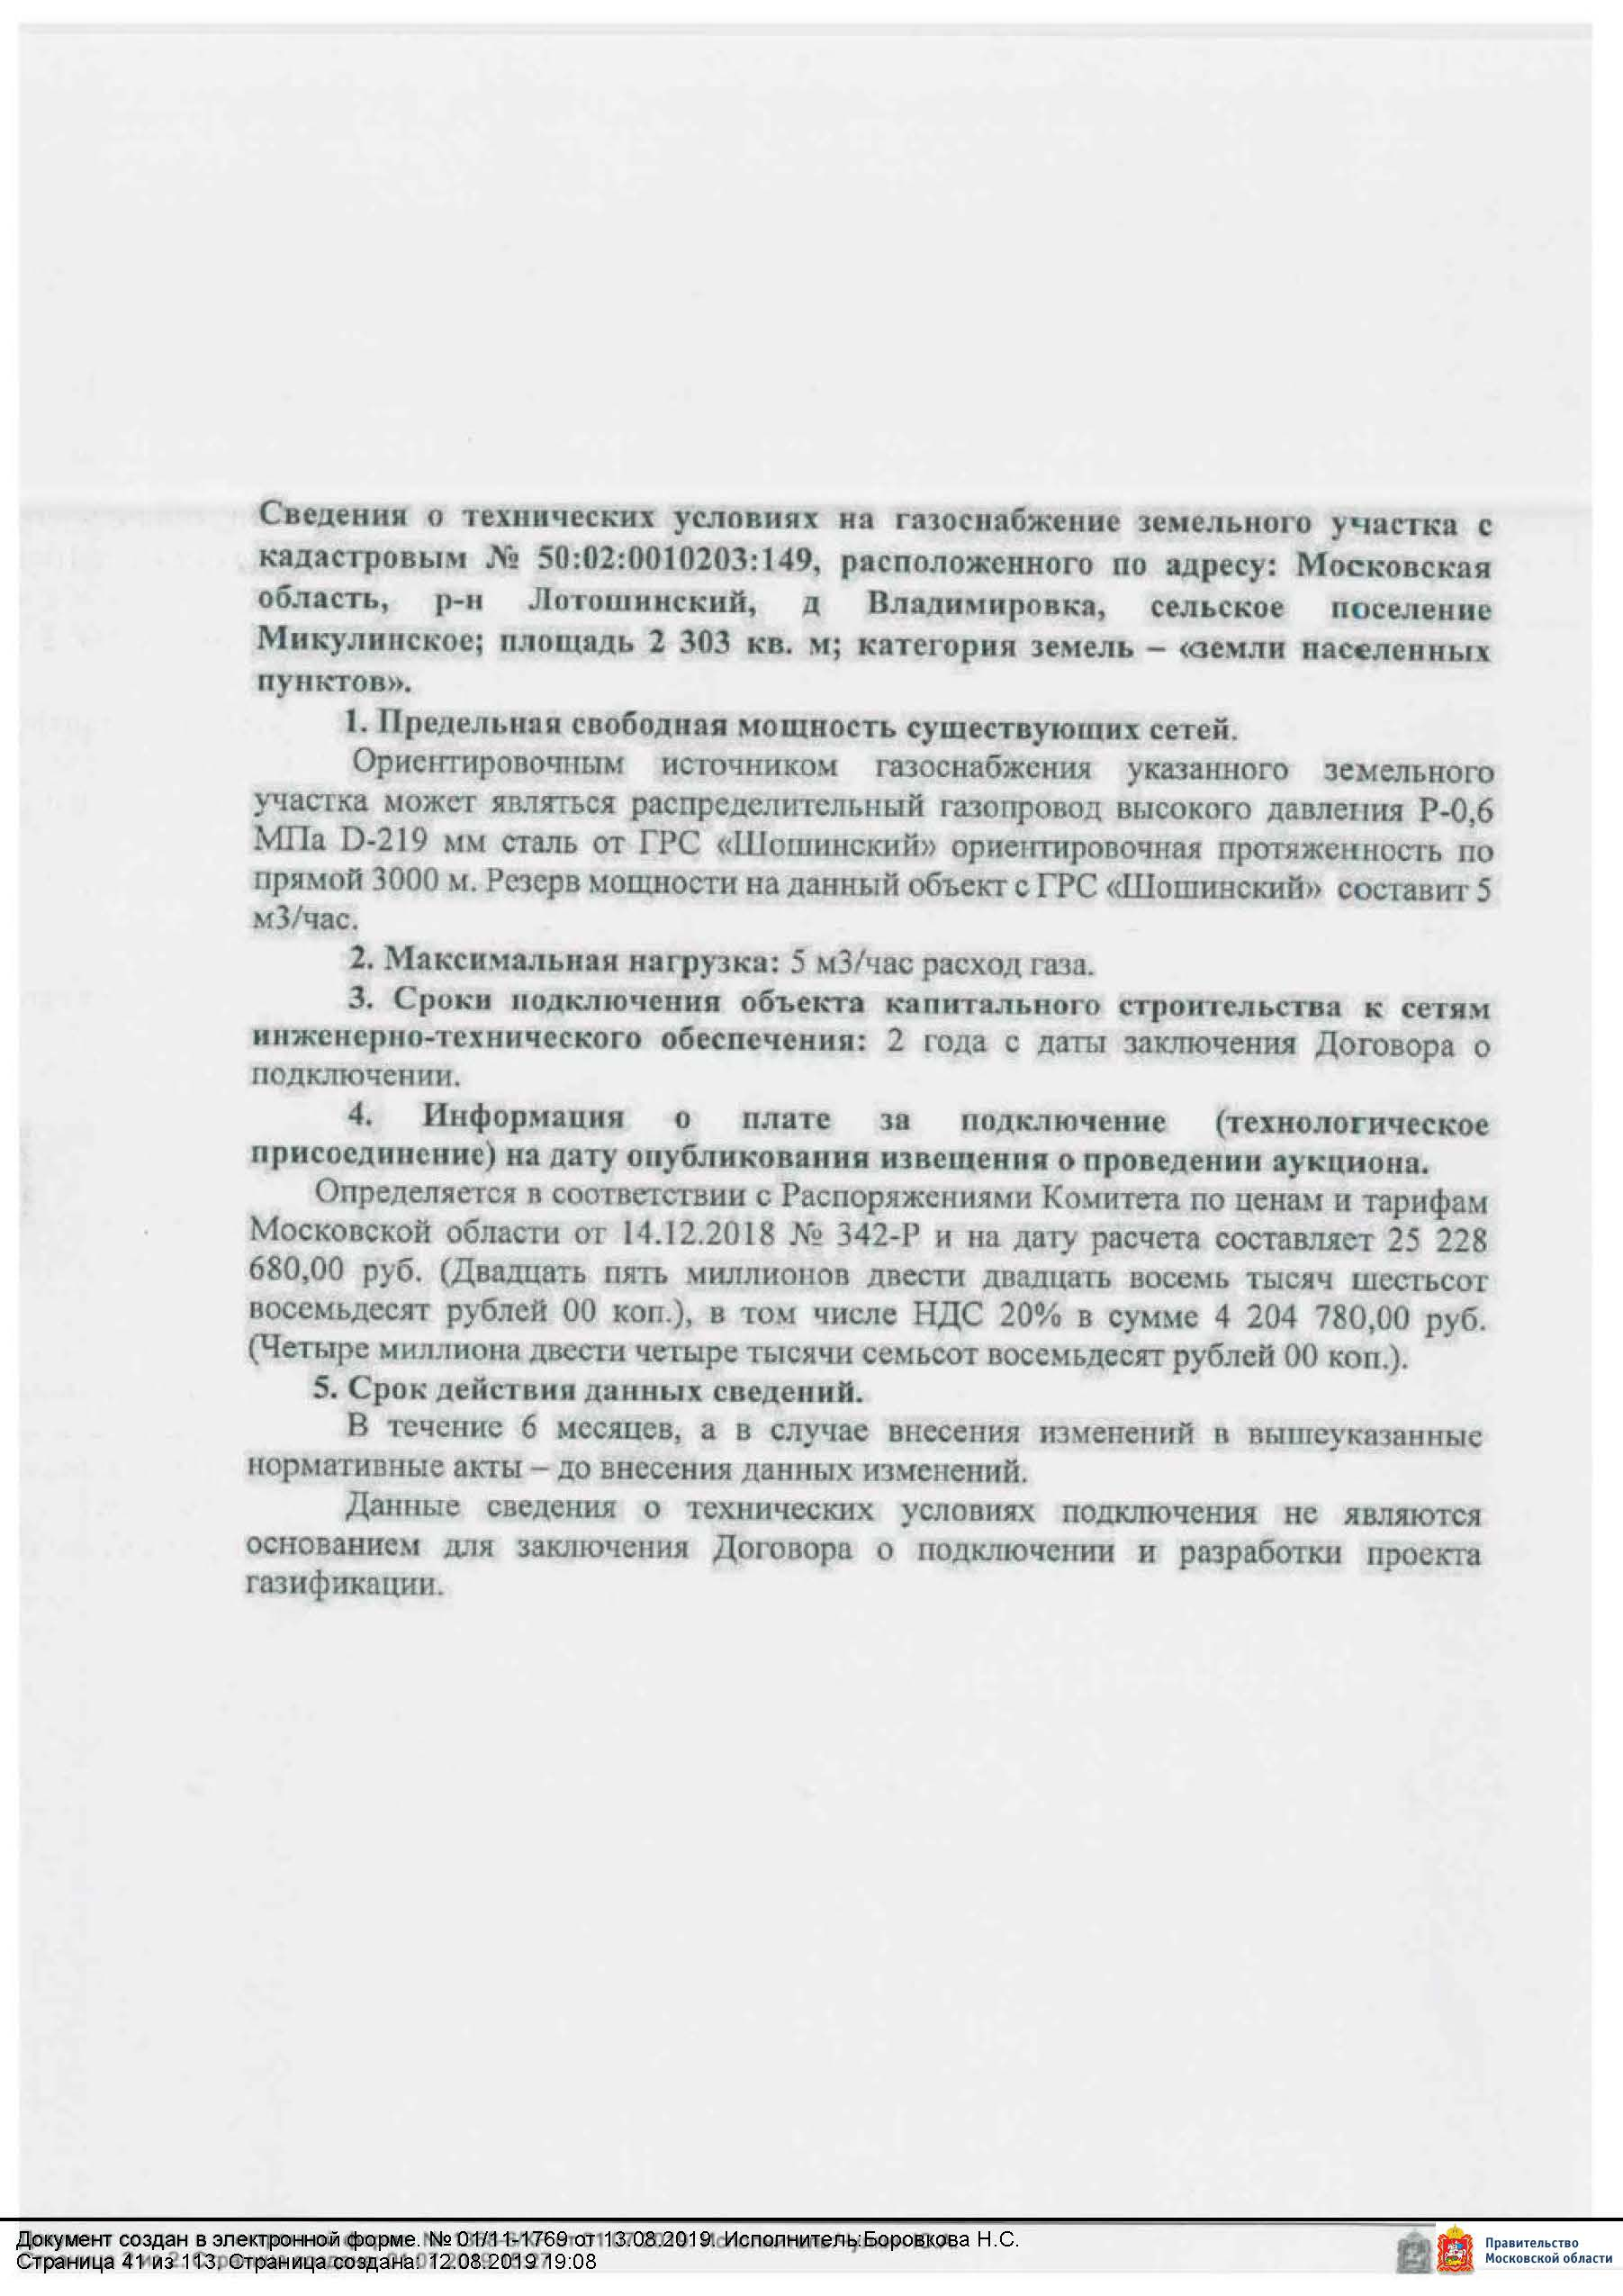 Сведения о технических условиях на газоснабжение земельного участка с
кадастровым № 50:02:0010203:149, расположенного по адресу: Московская
область, р-н Лотошинский, д Владимировка, сельское поселение
Микулинское; площадь 2 303 кв. м; категория земель – «земли населенных
пунктов».
1. Предельная свободная мощность существующих сетей.
Ориентировочным источником газоснабжения указанного земельного
участка может являться распределительный газопровод высокого давления Р-0,6
МПа D-219 мм сталь от ГРС «Шошинский» ориентировочная протяженность по
прямой 3000 м. Резерв мощности на данный объект с ГРС «Шошинский» составит 5
м3/час.
2. Максимальная нагрузка: 5 м3/час расход газа.
3. Сроки подключения объекта капитального строительства к сетям
инженерно-технического обеспечения: 2 года с даты заключения Договора о
подключении.
4. Информация о плате за подключение (технологическое
присоединение) на дату опубликования извещения о проведении аукциона.
Определяется в соответствии с Распоряжениями Комитета по ценам и тарифам
Московской области от 14.12.2018 № 342-Р и на дату расчета составляет 25 228
680,00 руб. (Двадцать пять миллионов двести двадцать восемь тысяч шестьсот
восемьдесят рублей 00 коп.), в том числе НДС 20% в сумме 4 204 780,00 руб.
(Четыре миллиона двести четыре тысячи семьсот восемьдесят рублей 00 коп.).
5. Срок действия данных сведений.
В течение 6 месяцев, а в случае внесения изменений в вышеуказанные
нормативные акты – до внесения данных изменений.
Данные сведения о технических условиях подключения не являются
основанием для заключения Договора о подключении и разработки проекта
газификации.
Документ создан в электронной форме. № 01/11-1769 от 13.08.2019. Исполнитель:Боровкова Н.С.
Страница 41 из 113. Страница создана: 12.08.2019 19:08
Правительство
Московской области